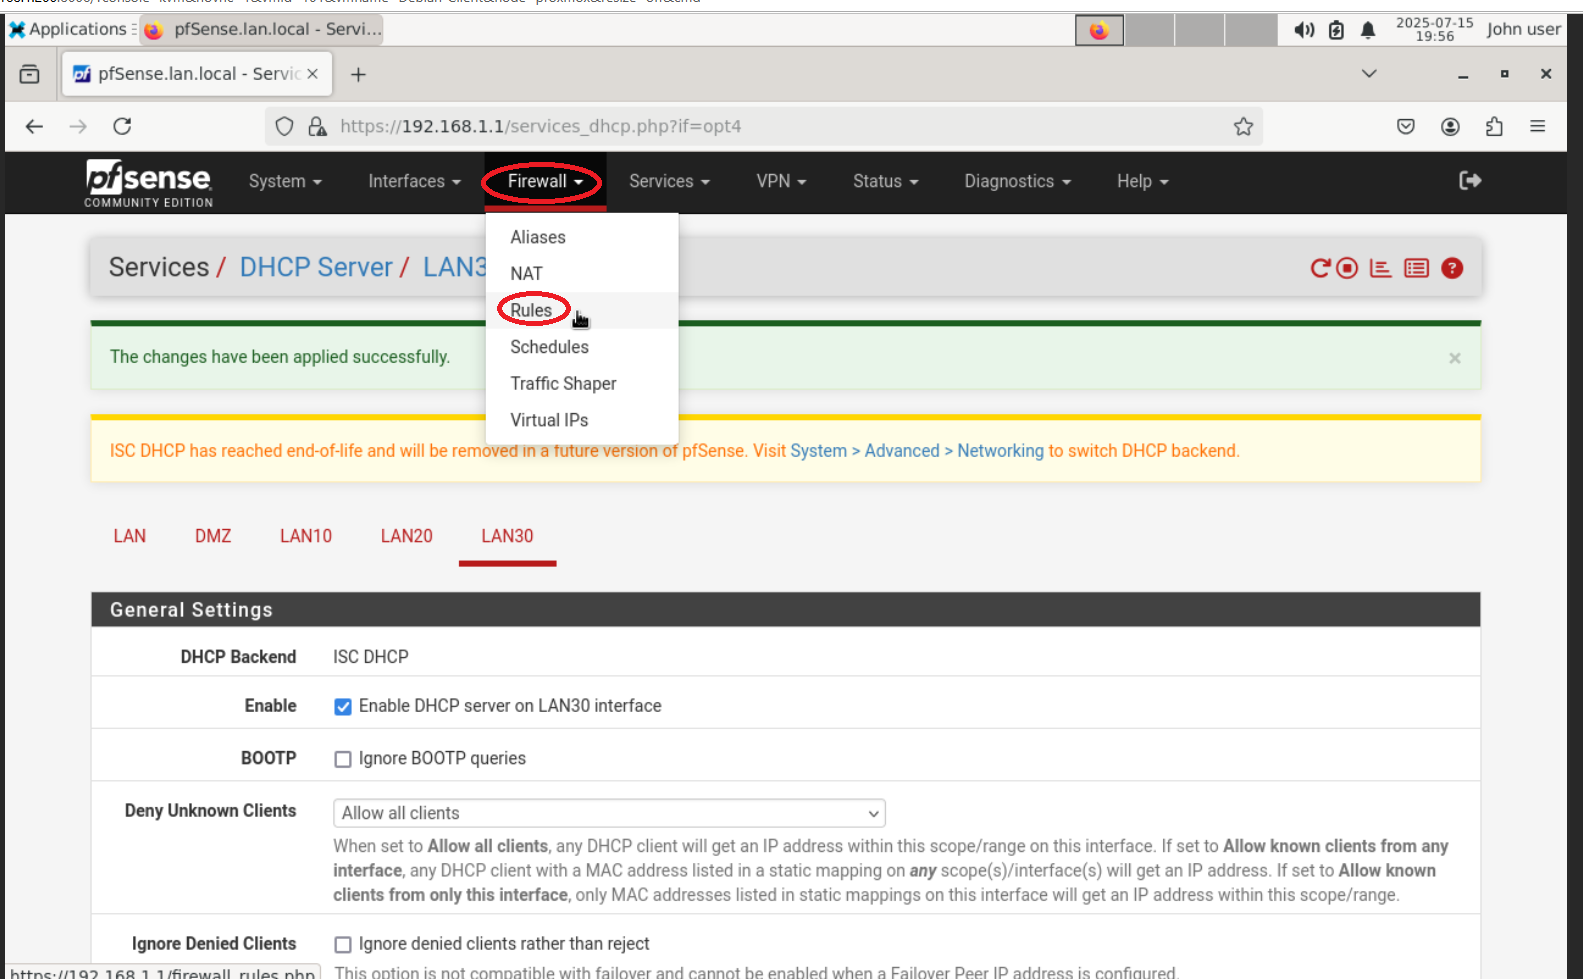 Applications
pfSense.lan.local - Servi...
2025-07-15
19:56
John user
pfSense.lan.local - Servic
https://192.168.1.1/services_dhcp.php?if=opt4
pfsense
COMMUNITY EDITION
System
Interfaces
Firewall
Services
VPN
Status
Diagnostics
Help
Aliases
NAT
Rules
Schedules
Traffic Shaper
Virtual IPs
Services / DHCP Server / LAN3
The changes have been applied successfully.
ISC DHCP has reached end-of-life and will be removed in a future version of pfSense. Visit System > Advanced > Networking to switch DHCP backend.
LAN
DMZ
LAN10
LAN20
LAN30
General Settings
DHCP Backend
ISC DHCP
Enable
Enable DHCP server on LAN30 interface
BOOTP
Ignore BOOTP queries
Deny Unknown Clients
Allow all clients
When set to Allow all clients, any DHCP client will get an IP address within this scope/range on this interface. If set to Allow known clients from any
interface, any DHCP client with a MAC address listed in a static mapping on any scope(s)/interface(s) will get an IP address. If set to Allow known
clients from only this interface, only MAC addresses listed in static mappings on this interface will get an IP address within this scope/range.
Ignore Denied Clients
Ignore denied clients rather than reject
This option is not compatible with failover and cannot be enabled when a Failover Peer IP address is configured.
https://192.168.1.1/firewall_rules.php